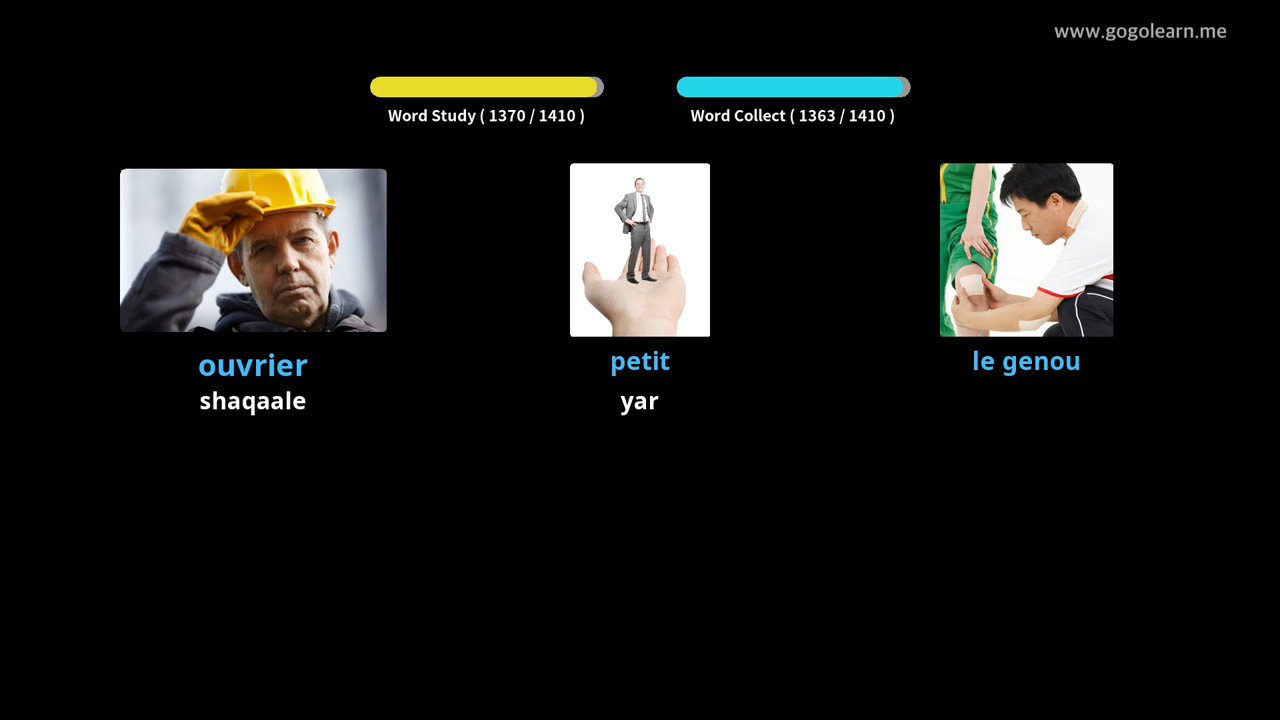 www.gogolearn.me
Word Study ( 1370 / 1410 )
Word Collect ( 1363 / 1410 )
ouvrier
shaqaale
petit
yar
le genou